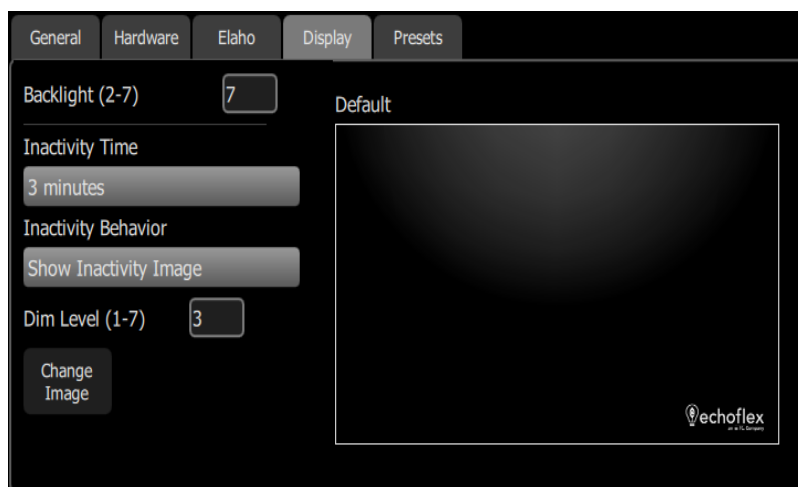 General Hardware Elaho Display Presets
Backlight (2-7) 7
Default
Inactivity Time
3 minutes
Inactivity Behavior
Show Inactivity Image
Dim Level (1-7) 3
Change
Image
echoflex